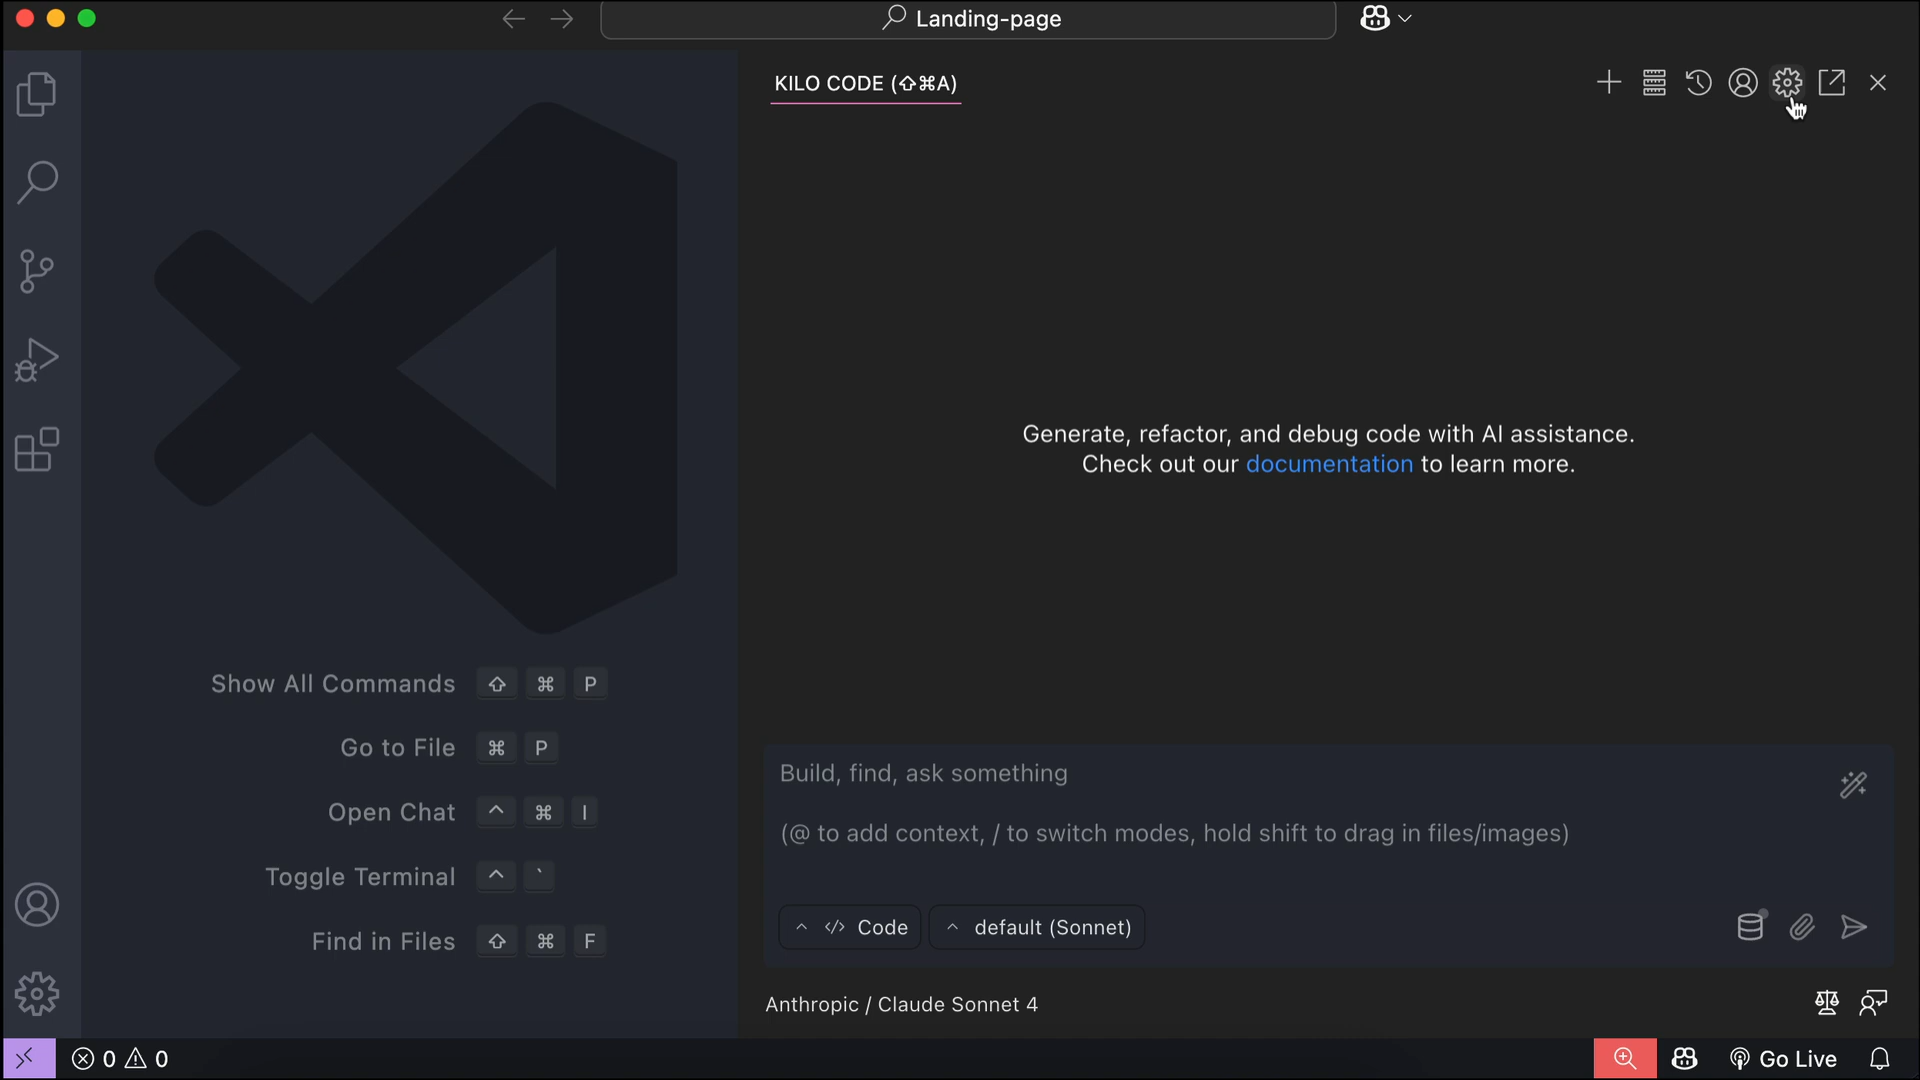 Landing-page
KILO CODE (⇧⌘A)
Generate, refactor, and debug code with AI assistance.
Check out our documentation to learn more.
Show All Commands ⇧ ⌘ P
Go to File ⌘ P
Open Chat ^ ⌘ I
Toggle Terminal ^ `
Find in Files ⇧ ⌘ F
Build, find, ask something
(@ to add context, / to switch modes, hold shift to drag in files/images)
^ </> Code ^ default (Sonnet)
Anthropic / Claude Sonnet 4
0 0
Go Live